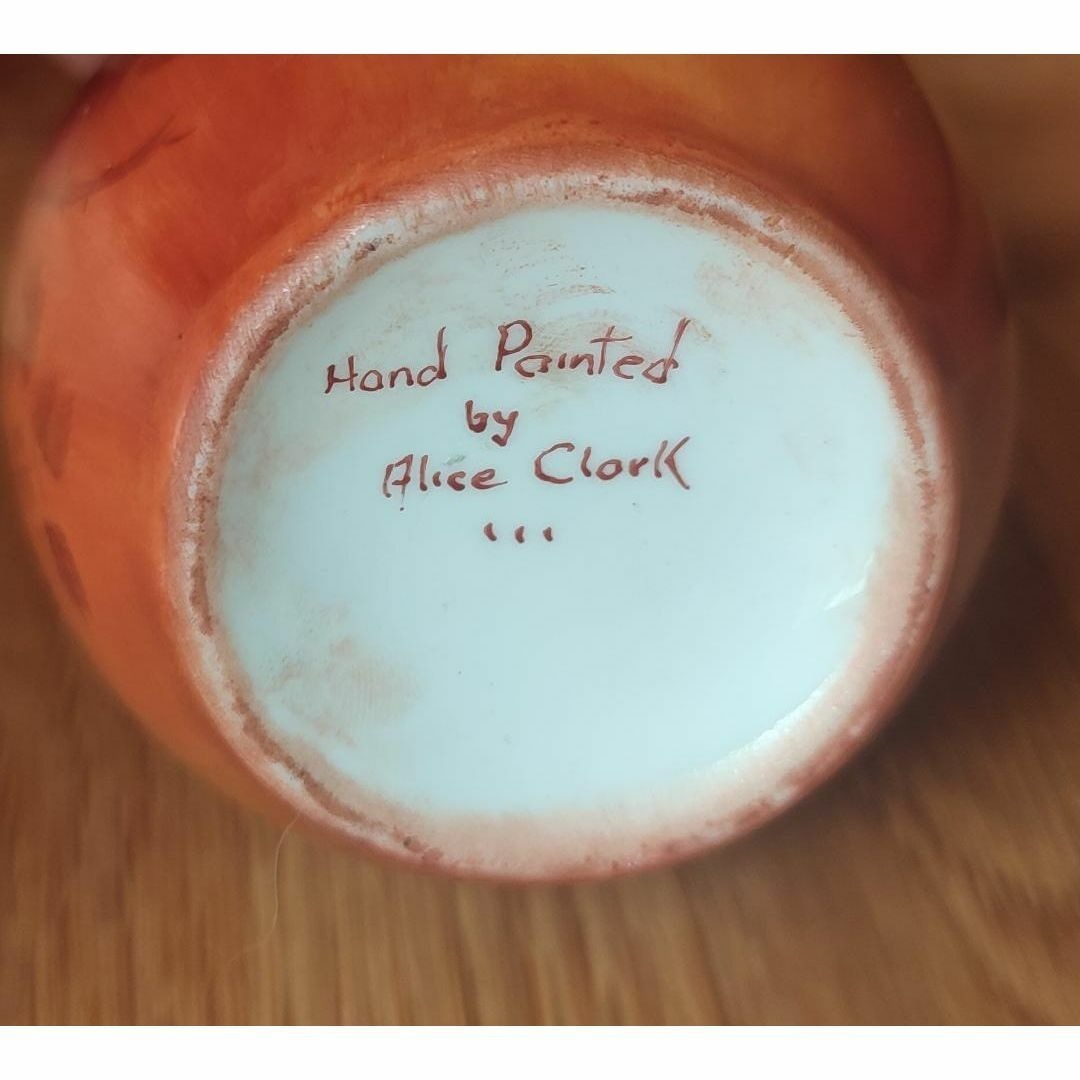 Hand Painted
by
Alice Clark
...